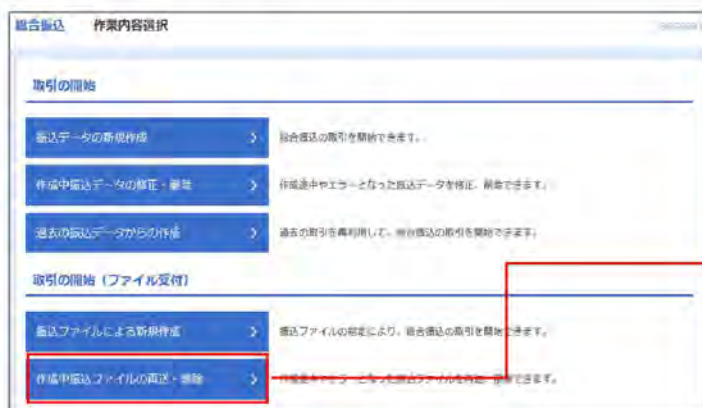 総合振込 作業内容選択
取引の開始
振込データの新規作成 総合振込の取引を開始できます。
作成中振込データの修正・削除 作成途中やエラーとなった振込データを修正、削除できます。
過去の振込データからの作成 過去の取引を再利用して、総合振込の取引を開始できます。
取引の開始（ファイル受付）
振込ファイルによる新規作成 振込ファイルの指定により、総合振込の取引を開始できます。
作成中振込ファイルの再送・削除 作成途中やエラーとなった振込ファイルを再送、削除できます。